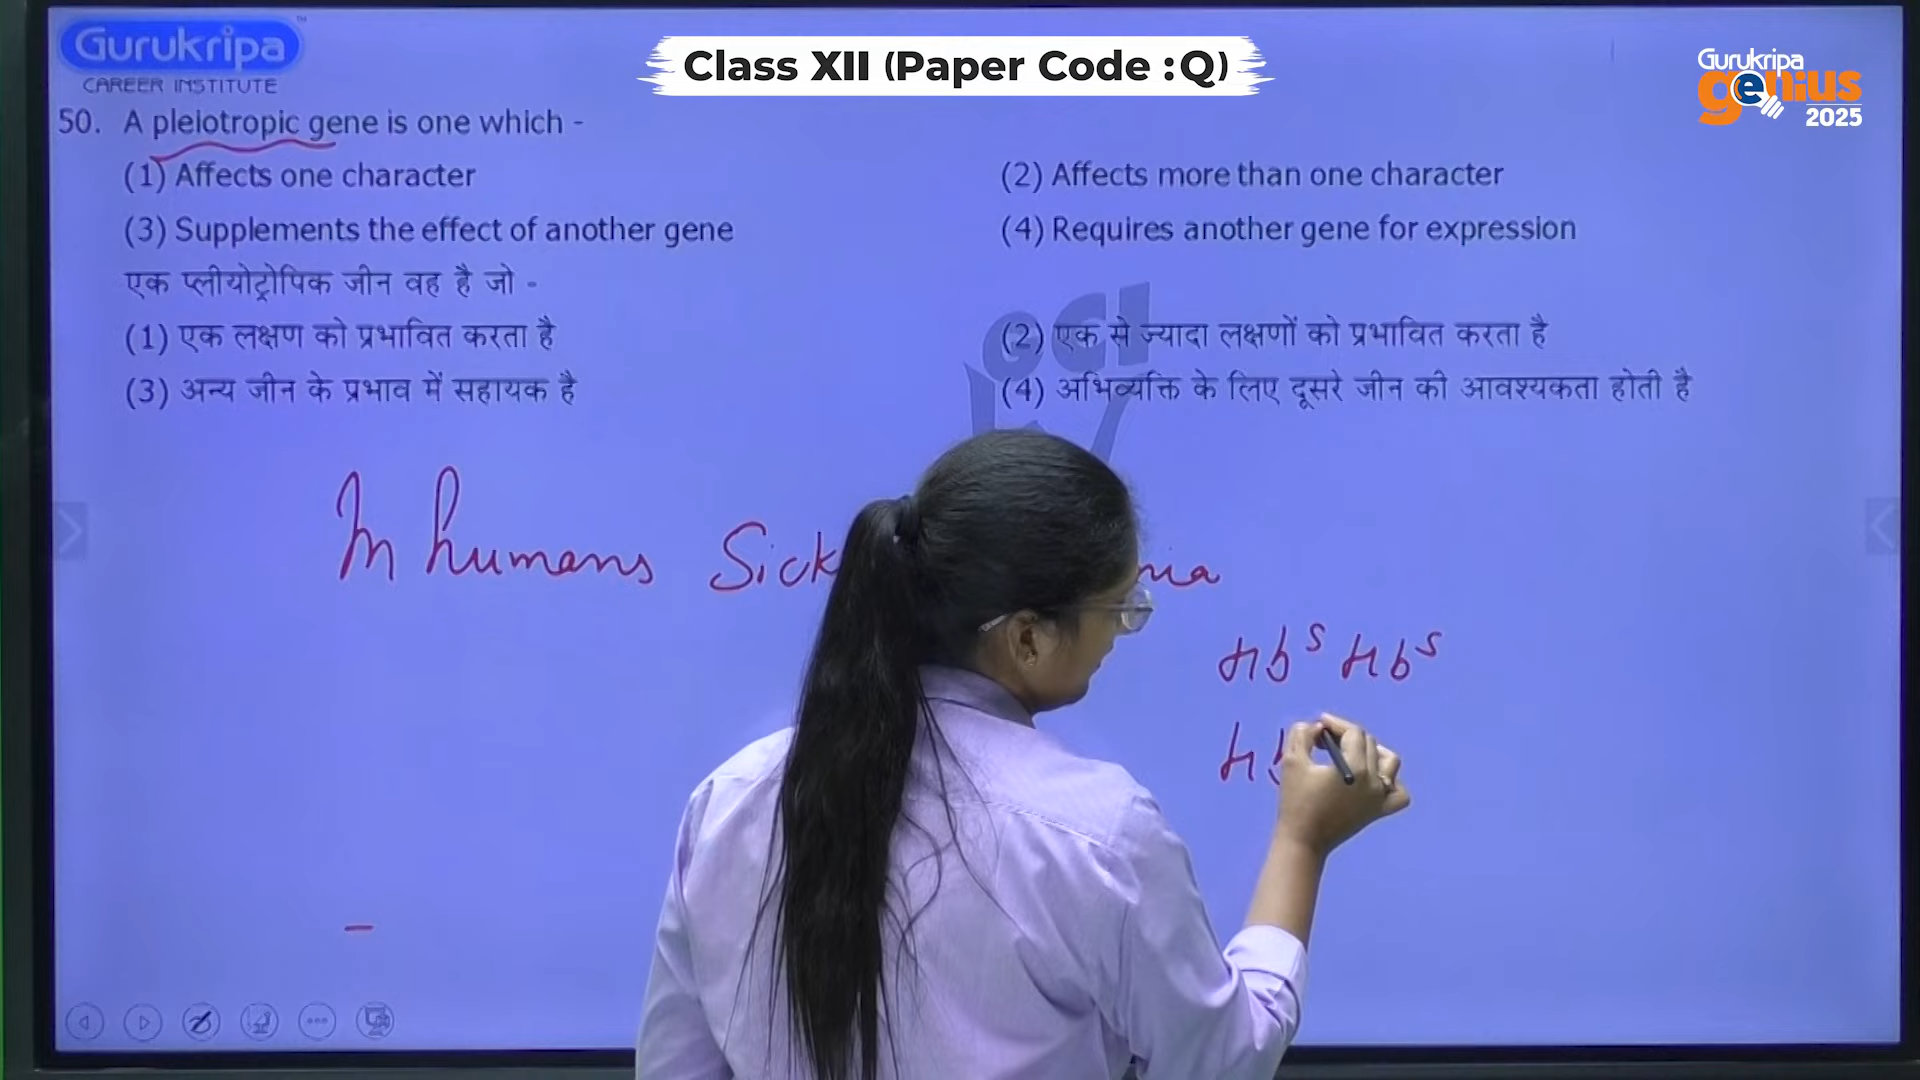 Gurukripa
CAREER INSTITUTE
Class XII (Paper Code :Q)
Gurukripa
genius
2025
50. A pleiotropic gene is one which -
(1) Affects one character
(2) Affects more than one character
(3) Supplements the effect of another gene
(4) Requires another gene for expression
एक प्लीयोट्रोपिक जीन वह है जो -
(1) एक लक्षण को प्रभावित करता है
(2) एक से ज्यादा लक्षणों को प्रभावित करता है
(3) अन्य जीन के प्रभाव में सहायक है
(4) अभिव्यक्ति के लिए दूसरे जीन की आवश्यकता होती है
GCI
In humans Sick
Hb^S Hb^S
Hb